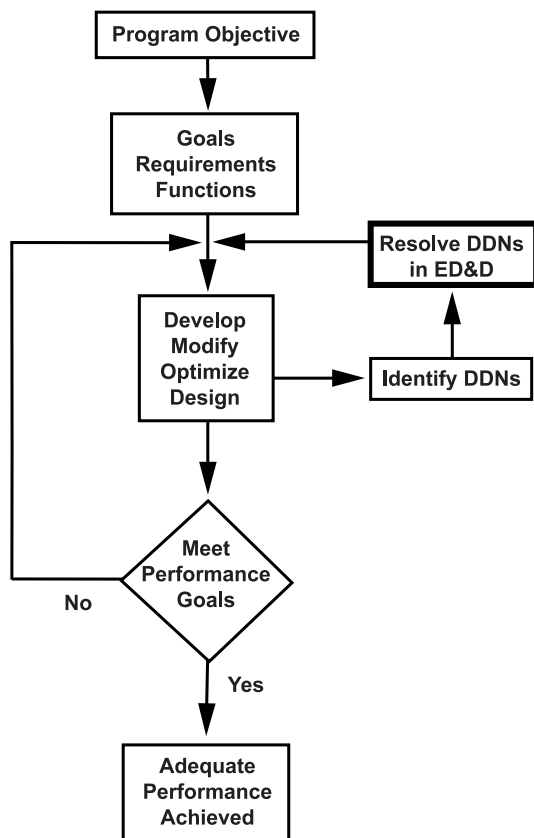 Program Objective
Goals
Requirements
Functions
Resolve DDNs
in ED&D
Develop
Modify
Optimize
Design
Identify DDNs
Meet
Performance
Goals
No
Yes
Adequate
Performance
Achieved